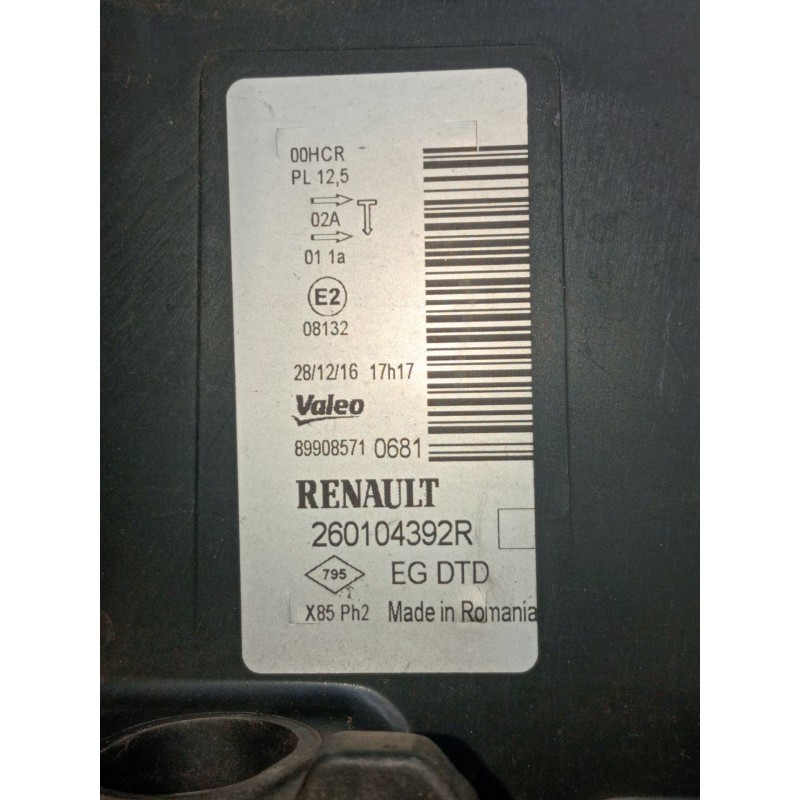 00HCR
PL 12,5
02A
01 1a
E2
08132
28/12/16 17h17
Valeo
89908571 0681
RENAULT
260104392R
795 EG DTD
X85 Ph2 Made in Romania